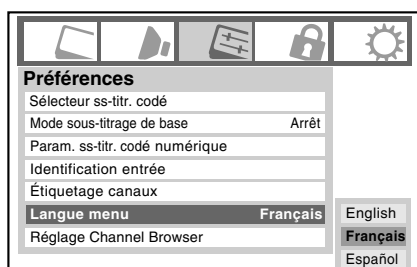 Préférences
Sélecteur ss-titr. codé
Mode sous-titrage de base Arrêt
Param. ss-titr. codé numérique
Identification entrée
Étiquetage canaux
Langue menu Français English
Réglage Channel Browser Français
Español